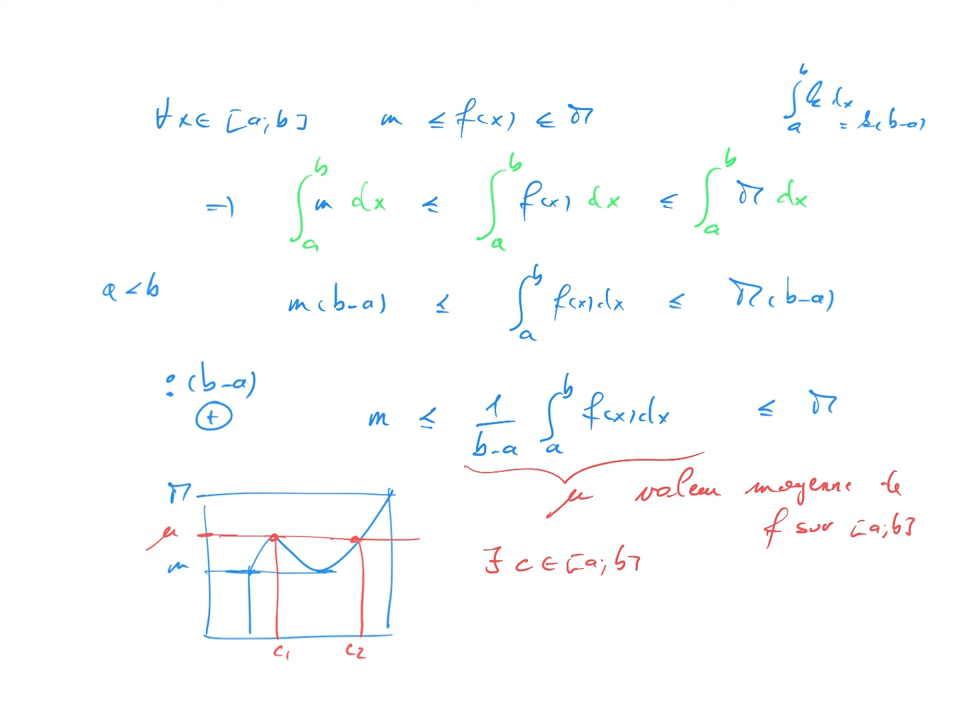 ∀x ∈ [a; b] m ≤ f(x) ≤ M
∫_a^b k dx = k(b-a)
⇒ ∫_a^b m dx ≤ ∫_a^b f(x) dx ≤ ∫_a^b M dx
a < b
m(b-a) ≤ ∫_a^b f(x) dx ≤ M(b-a)
: (b-a)
+
m ≤ 1/(b-a) ∫_a^b f(x) dx ≤ M
μ valeur moyenne de
f sur [a; b]
∃ c ∈ [a; b]
M
μ
m
c1 c2